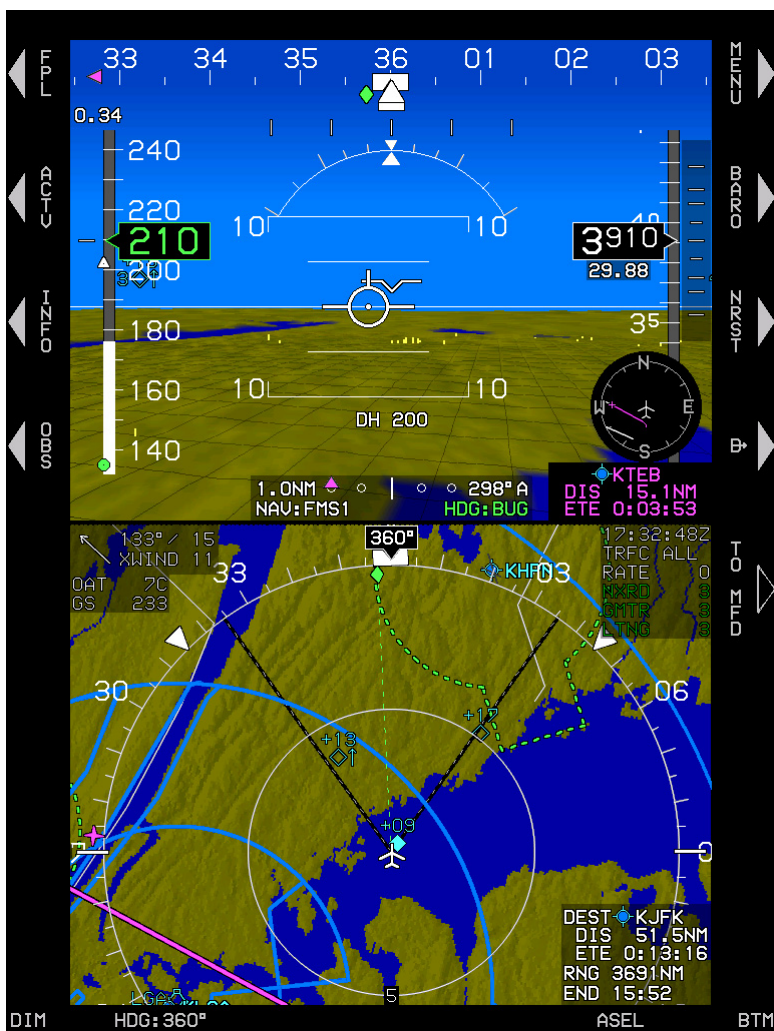 FPL
ACTV
INFO
OBS
MENU
BARO
NRST
TO MFD
33 34 35 36 01 02 03
0.34
240
220
210
200
180
160
140
10 10
10 10
3910
29.88
35
DH 200
N
W E
S
1.0NM 298°A
NAV:FMS1 HDG:BUG
KTEB
DIS 15.1NM
ETE 0:03:53
133°/ 15
XWIND 11
OAT 7C
GS 233
360°
17:32:48Z
TRFC ALL
RATE 0
NXRD
GMTR
LTNG
33
03
30
06
+13
+17
+09
DEST KJFK
DIS 51.5NM
ETE 0:13:16
RNG 3691NM
END 15:52
5
DIM HDG:360° ASEL BTM